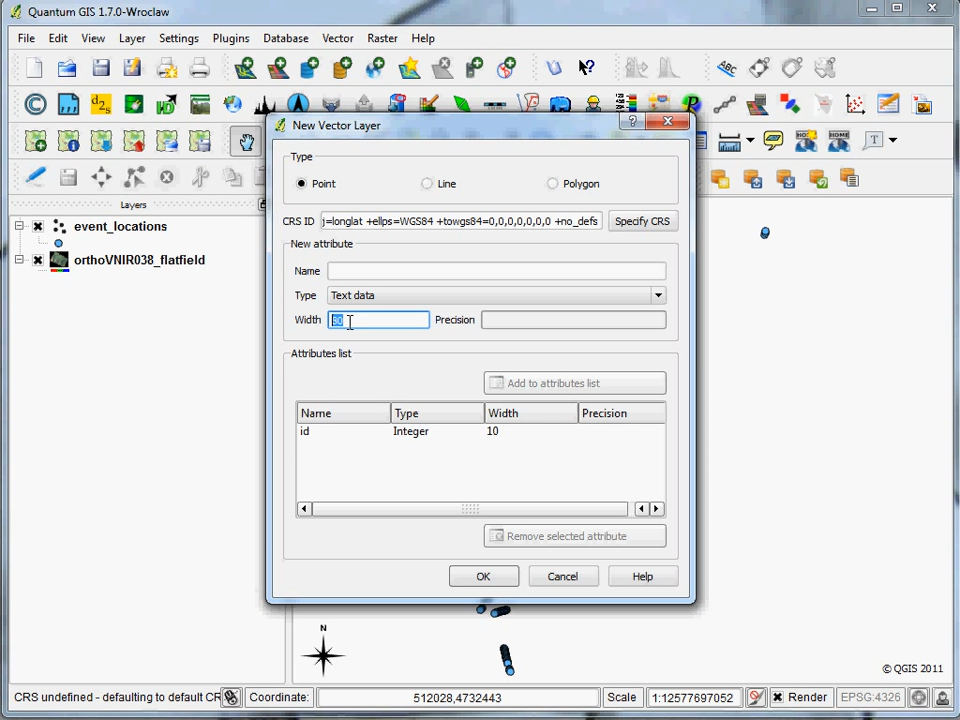 Quantum GIS 1.7.0-Wroclaw
File Edit View Layer Settings Plugins Database Vector Raster Help
New Vector Layer
Type
Point Line Polygon
CRS ID j=longlat +ellps=WGS84 +towgs84=0,0,0,0,0,0,0 +no_defs Specify CRS
New attribute
Name
Type Text data
Width 80 Precision
Attributes list
Add to attributes list
Name Type Width Precision
id Integer 10
Remove selected attribute
OK Cancel Help
Layers
event_locations
orthoVNIR038_flatfield
N
© QGIS 2011
CRS undefined - defaulting to default CR Coordinate: 512028,4732443 Scale 1:12577697052 Render EPSG:4326